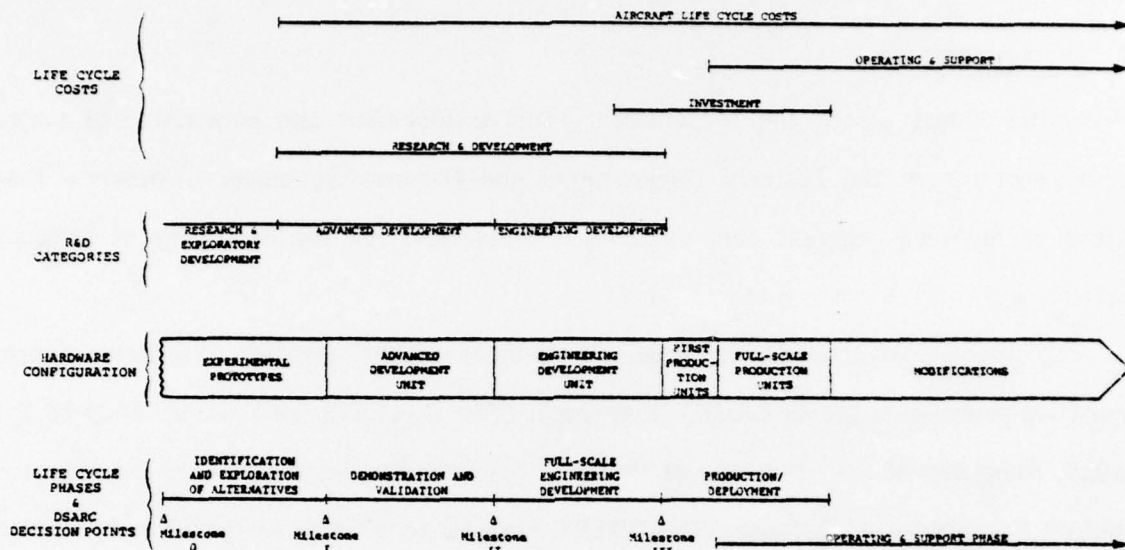 AIRCRAFT LIFE CYCLE COSTS
OPERATING & SUPPORT
LIFE CYCLE
COSTS
INVESTMENT
RESEARCH & DEVELOPMENT
R&D
CATEGORIES
RESEARCH &
EXPLORATORY
DEVELOPMENT
ADVANCED DEVELOPMENT
ENGINEERING DEVELOPMENT
HARDWARE
CONFIGURATION
EXPERIMENTAL
PROTOTYPES
ADVANCED
DEVELOPMENT
UNIT
ENGINEERING
DEVELOPMENT
UNIT
FIRST
PRODUC-
TION
UNITS
FULL-SCALE
PRODUCTION
UNITS
MODIFICATIONS
LIFE CYCLE
PHASES
&
DSARC
DECISION POINTS
IDENTIFICATION
AND EXPLORATION
OF ALTERNATIVES
DEMONSTRATION AND
VALIDATION
FULL-SCALE
ENGINEERING
DEVELOPMENT
PRODUCTION/
DEPLOYMENT
Milestone
Milestone
Milestone
Milestone
OPERATING & SUPPORT PHASE